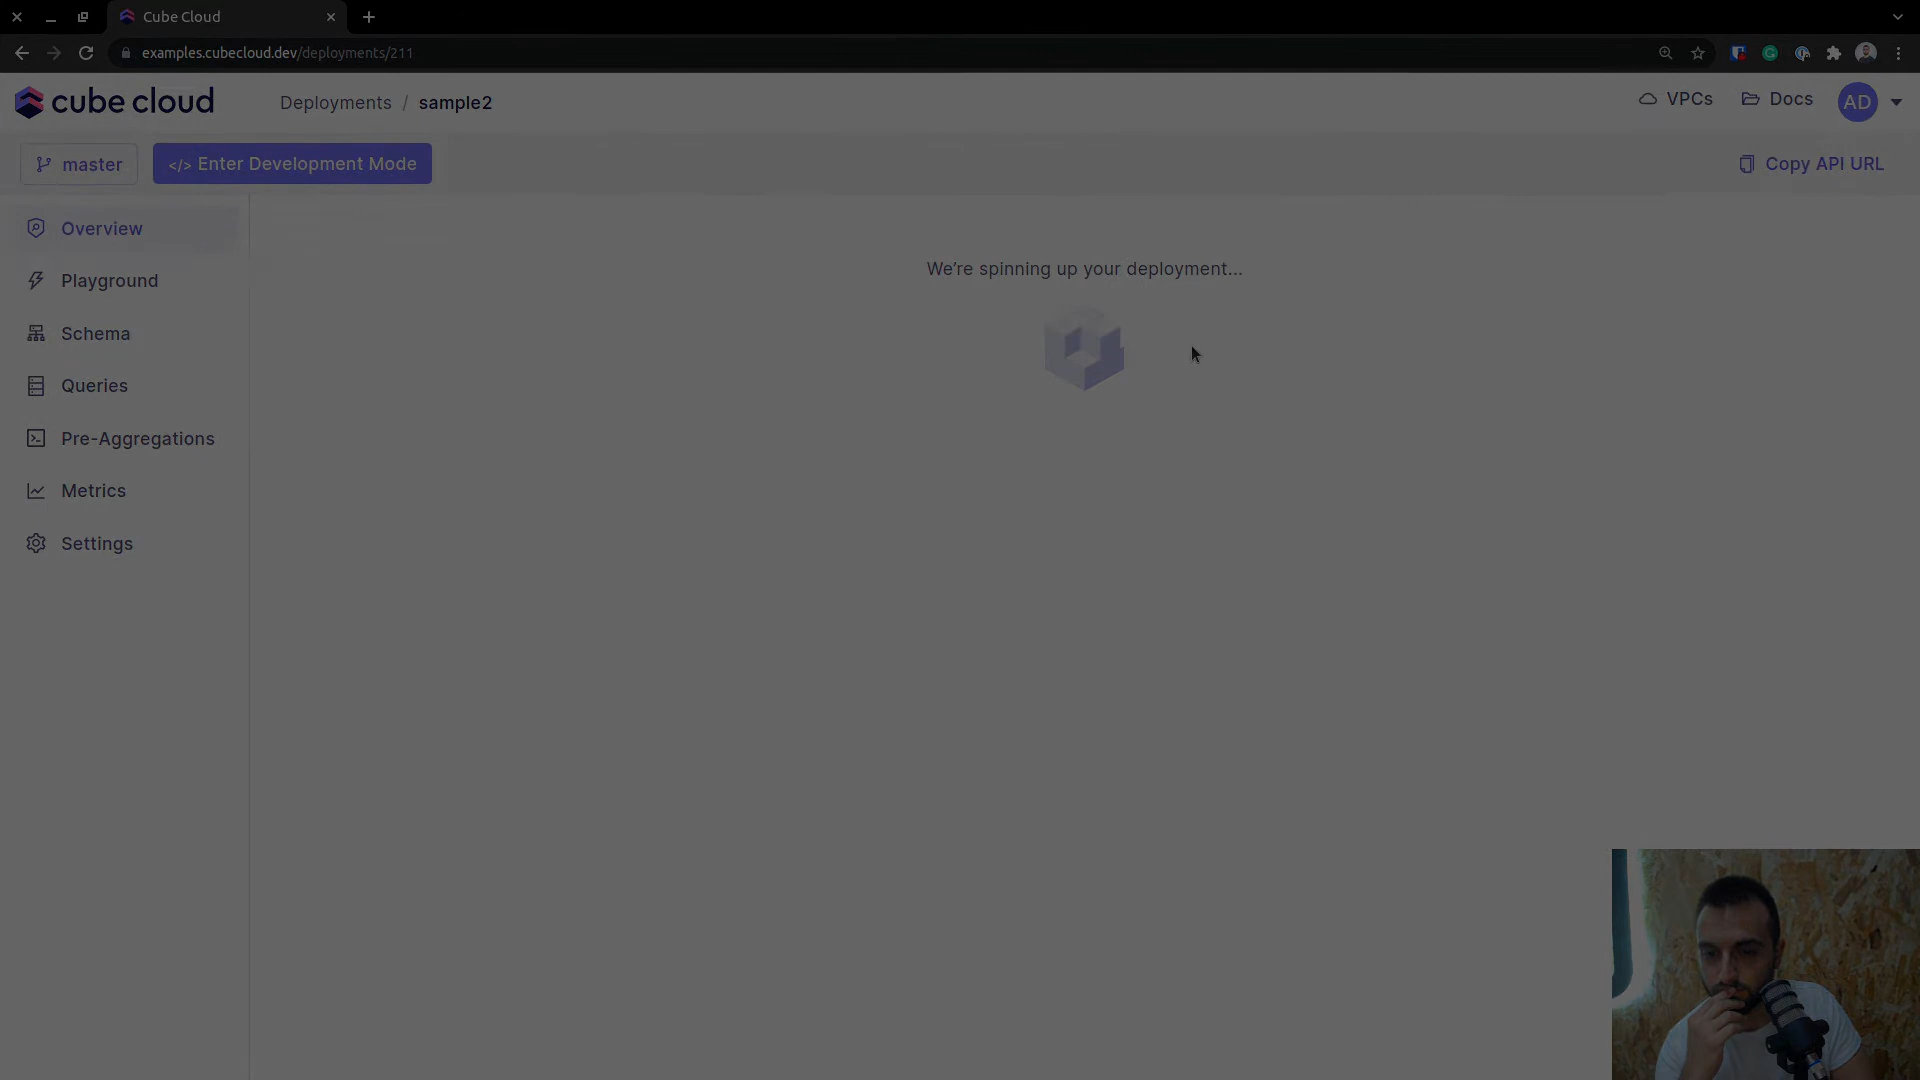 Cube Cloud
examples.cubecloud.dev/deployments/211
cube cloud
Deployments / sample2
VPCs
Docs
AD
master
</> Enter Development Mode
Copy API URL
Overview
Playground
Schema
Queries
Pre-Aggregations
Metrics
Settings
We're spinning up your deployment...